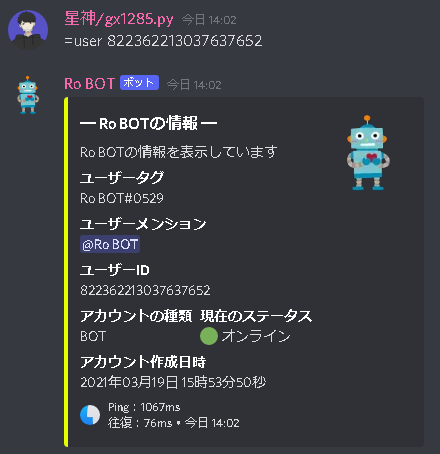 星神/gx1285.py 今日 14:02
=user 822362213037637652
Ro BOT ボット 今日 14:02
— Ro BOTの情報 —
Ro BOTの情報を表示しています
ユーザータグ
Ro BOT#0529
ユーザーメンション
@Ro BOT
ユーザーID
822362213037637652
アカウントの種類 現在のステータス
BOT オンライン
アカウント作成日時
2021年03月19日 15時53分50秒
Ping : 1067ms
往復 : 76ms • 今日 14:02